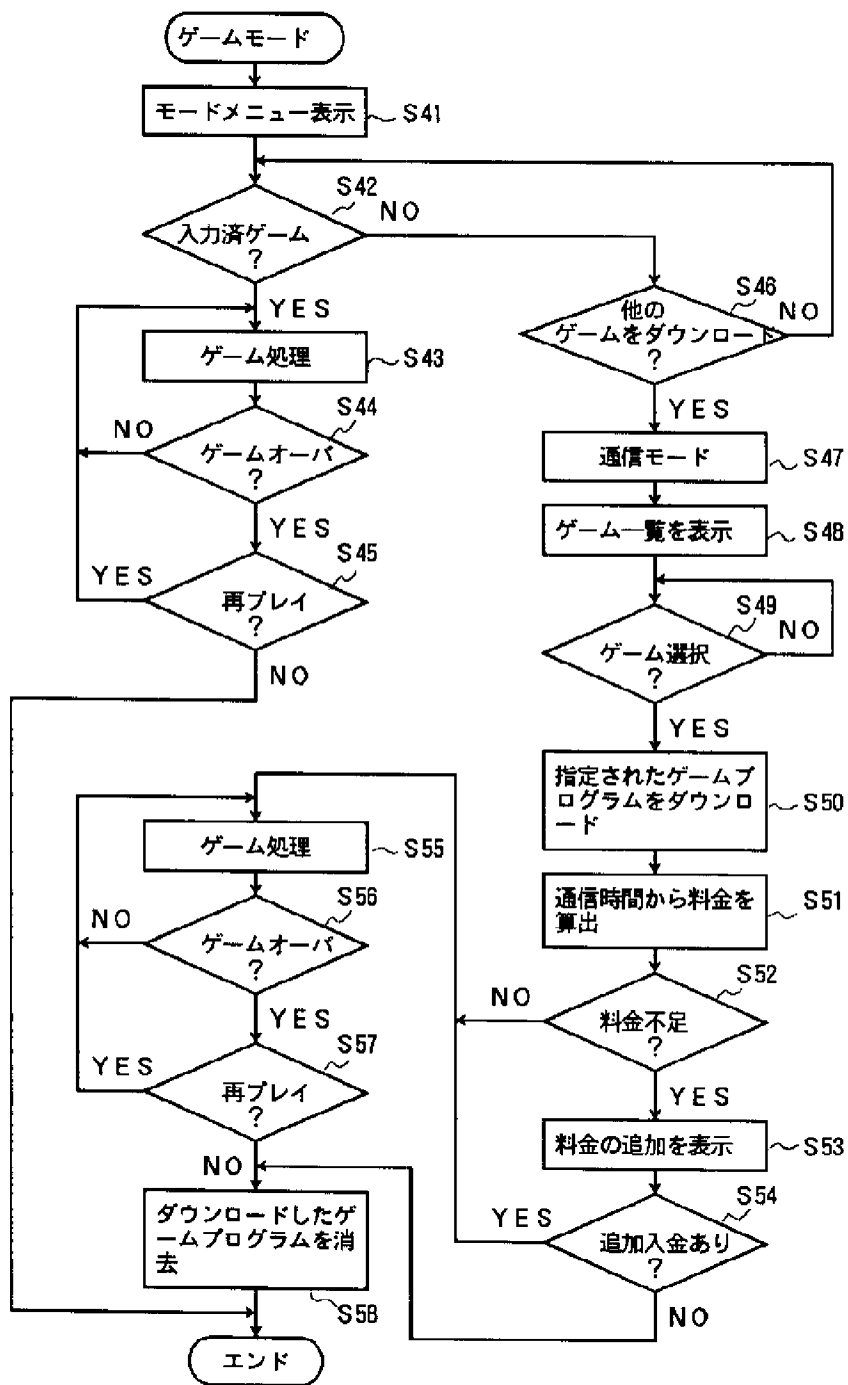 ゲームモード
モードメニュー表示
S41
S42
入力済ゲーム
?
NO
YES
ゲーム処理
S43
S44
NO
ゲームオーバ
?
YES
S45
YES
再プレイ
?
NO
S46
他の
ゲームをダウンロード
?
NO
YES
通信モード
S47
ゲーム一覧を表示
S48
S49
ゲーム選択
?
NO
YES
指定されたゲームプ
ログラムをダウンロ
ード
S50
通信時間から料金を
算出
S51
S52
NO
料金不足
?
YES
料金の追加を表示
S53
S54
YES
追加入金あり
?
NO
ゲーム処理
S55
S56
NO
ゲームオーバ
?
YES
S57
YES
再プレイ
?
NO
ダウンロードしたゲ
ームプログラムを消
去
S58
エンド